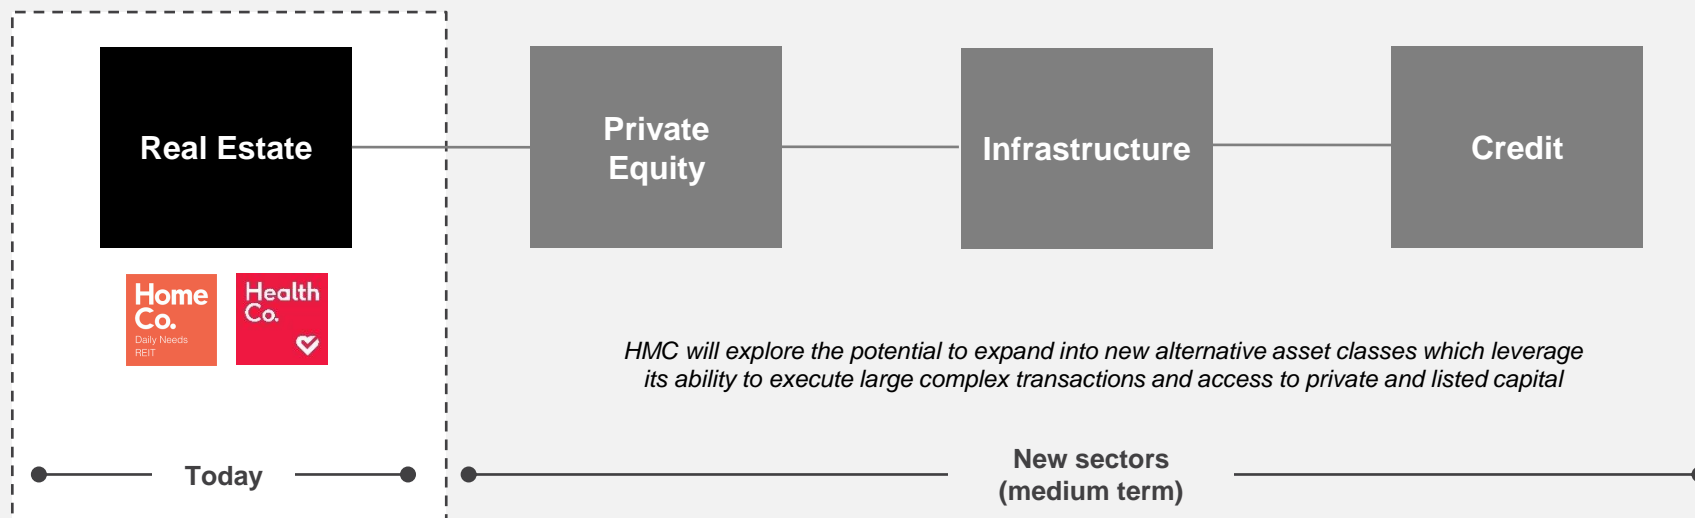 Real Estate
Private
Equity
Infrastructure
Credit
Home
Co.
Daily Needs
REIT
Health
Co.
HMC will explore the potential to expand into new alternative asset classes which leverage
its ability to execute large complex transactions and access to private and listed capital
Today
New sectors
(medium term)